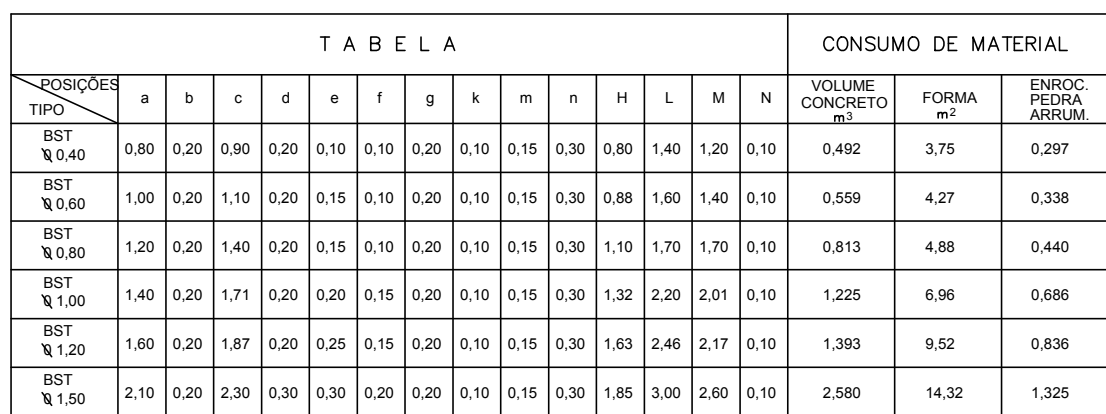 TABELA CONSUMO DE MATERIAL
POSIÇÕES TIPO a b c d e f g k m n H L M N VOLUME CONCRETO m³ FORMA m² ENROC. PEDRA ARRUM.
BST Ø 0,40 0,80 0,20 0,90 0,20 0,10 0,10 0,20 0,10 0,15 0,30 0,80 1,40 1,20 0,10 0,492 3,75 0,297
BST Ø 0,60 1,00 0,20 1,10 0,20 0,15 0,10 0,20 0,10 0,15 0,30 0,88 1,60 1,40 0,10 0,559 4,27 0,338
BST Ø 0,80 1,20 0,20 1,40 0,20 0,15 0,10 0,20 0,10 0,15 0,30 1,10 1,70 1,70 0,10 0,813 4,88 0,440
BST Ø 1,00 1,40 0,20 1,71 0,20 0,20 0,15 0,20 0,10 0,15 0,30 1,32 2,20 2,01 0,10 1,225 6,96 0,686
BST Ø 1,20 1,60 0,20 1,87 0,20 0,25 0,15 0,20 0,10 0,15 0,30 1,63 2,46 2,17 0,10 1,393 9,52 0,836
BST Ø 1,50 2,10 0,20 2,30 0,30 0,30 0,20 0,20 0,10 0,15 0,30 1,85 3,00 2,60 0,10 2,580 14,32 1,325